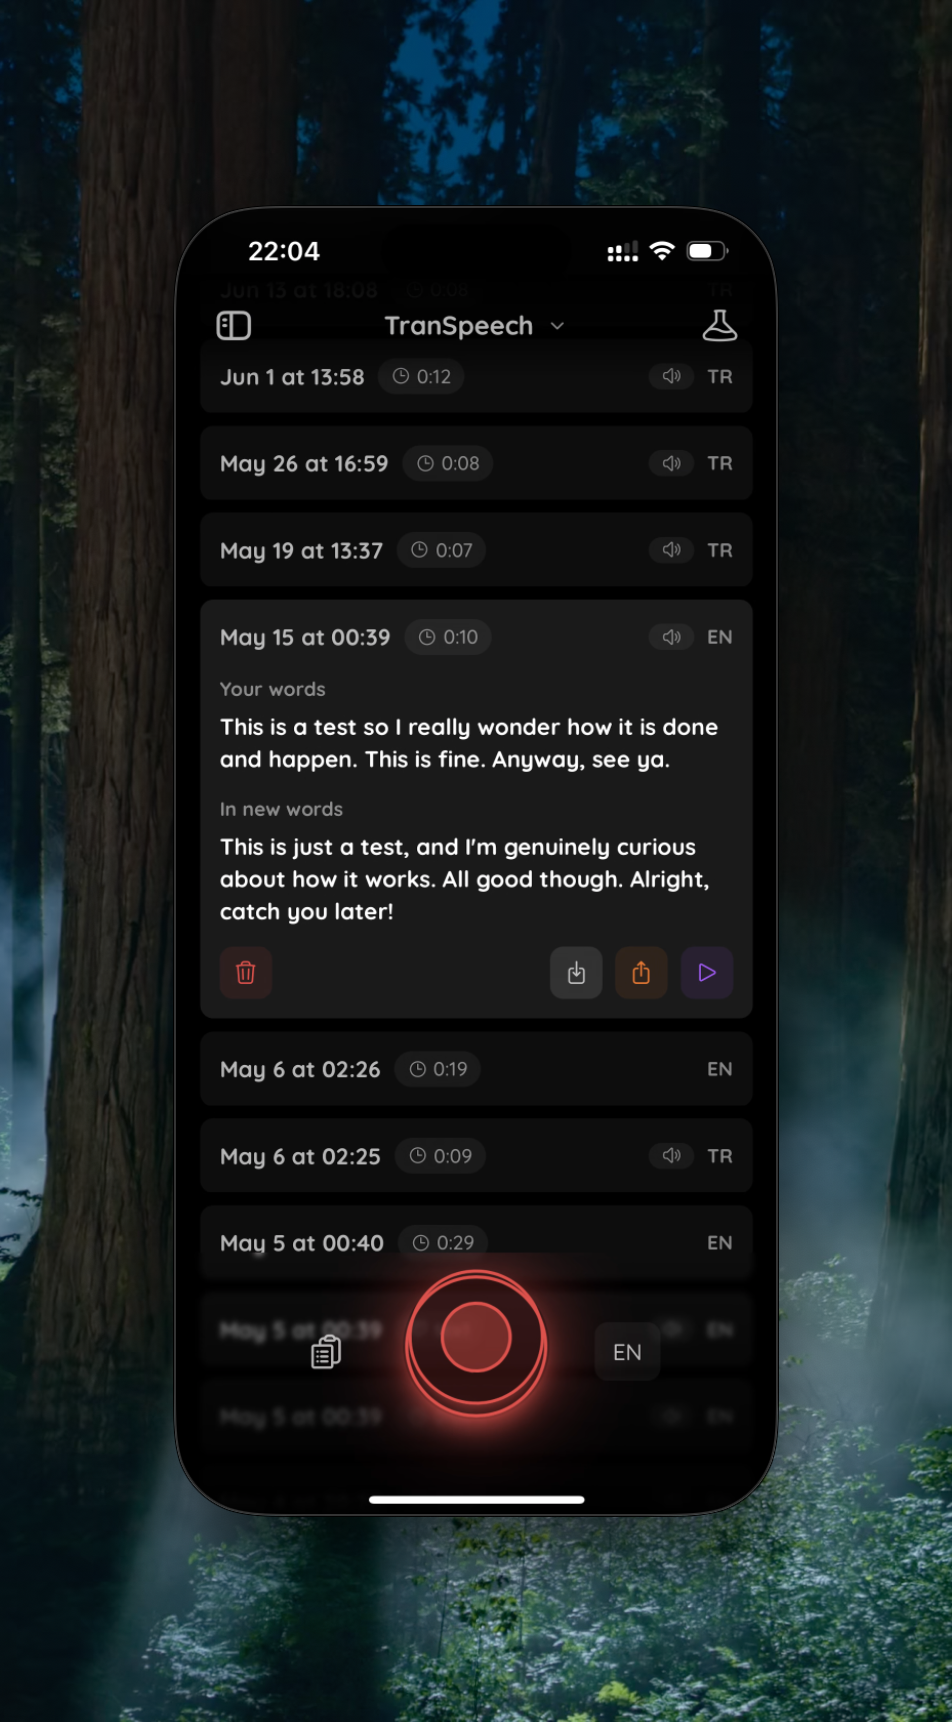 22:04
Jun 13 at 18:08 0:08 TR
TranSpeech
Jun 1 at 13:58 0:12 TR
May 26 at 16:59 0:08 TR
May 19 at 13:37 0:07 TR
May 15 at 00:39 0:10 EN
Your words
This is a test so I really wonder how it is done
and happen. This is fine. Anyway, see ya.
In new words
This is just a test, and I'm genuinely curious
about how it works. All good though. Alright,
catch you later!
May 6 at 02:26 0:19 EN
May 6 at 02:25 0:09 TR
May 5 at 00:40 0:29 EN
May 5 at 00:39 EN
EN
May 5 at 00:39 EN